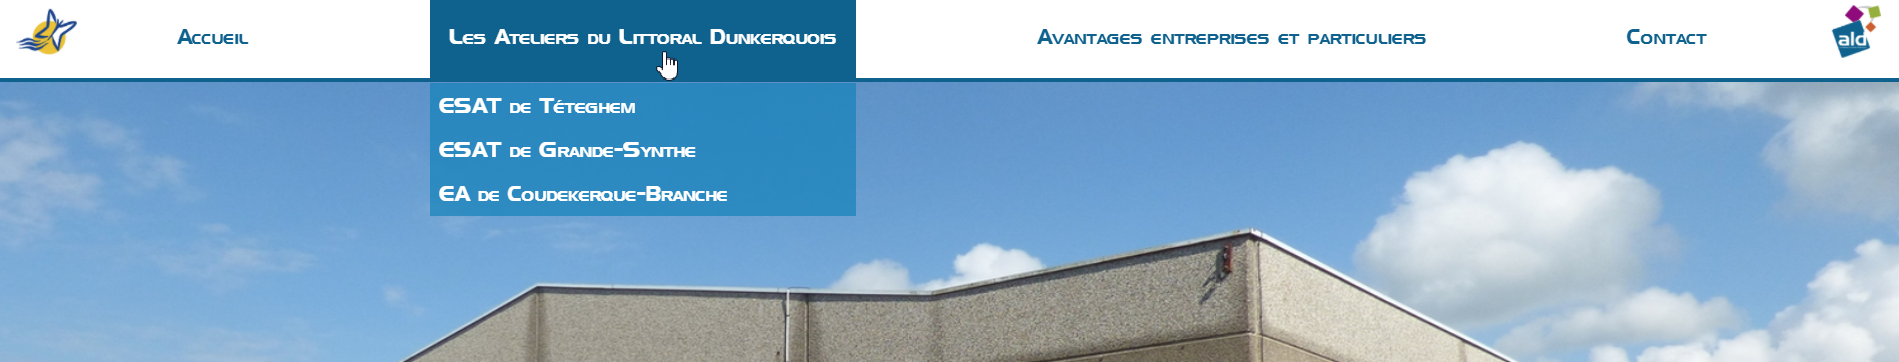 Accueil
Les Ateliers du Littoral Dunkerquois
Avantages entreprises et particuliers
Contact
ald
ESAT de Téteghem
ESAT de Grande-Synthe
EA de Coudekerque-Branche